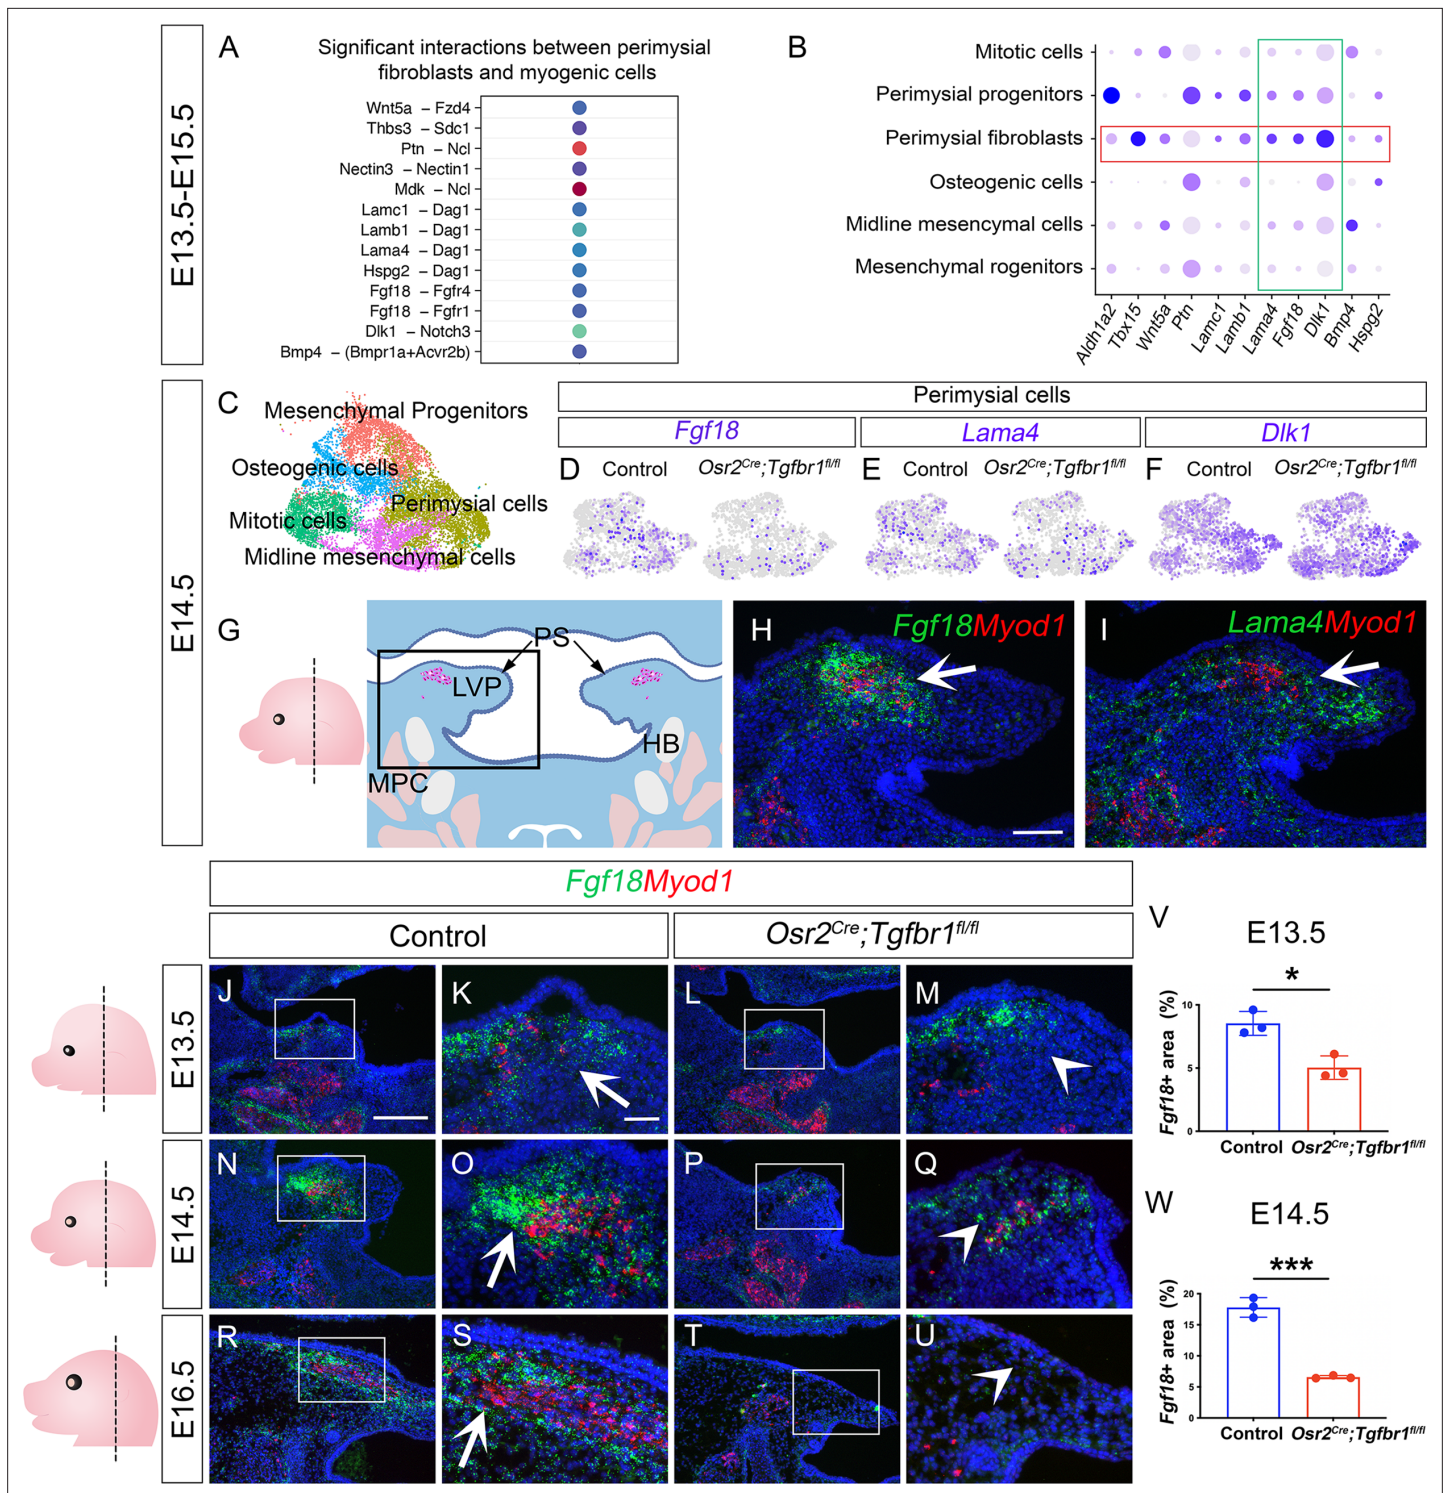 E13.5-E15.5
A
Significant interactions between perimysial
fibroblasts and myogenic cells
Wnt5a – Fzd4
Thbs3 – Sdc1
Ptn – Ncl
Nectin3 – Nectin1
Mdk – Ncl
Lamc1 – Dag1
Lamb1 – Dag1
Lama4 – Dag1
Hspg2 – Dag1
Fgf18 – Fgfr4
Fgf18 – Fgfr1
Dlk1 – Notch3
Bmp4 – (Bmpr1a+Acvr2b)
B
Mitotic cells
Perimysial progenitors
Perimysial fibroblasts
Osteogenic cells
Midline mesencymal cells
Mesenchymal rogenitors
Aldh1a2
Tbx15
Wnt5a
Ptn
Lamc1
Lamb1
Lama4
Fgf18
Dlk1
Bmp4
Hspg2
E14.5
C
Mesenchymal Progenitors
Osteogenic cells
Perimysial cells
Mitotic cells
Midline mesenchymal cells
Perimysial cells
Fgf18
Lama4
Dlk1
D
Control
Osr2Cre;Tgfbr1fl/fl
E
Control
Osr2Cre;Tgfbr1fl/fl
F
Control
Osr2Cre;Tgfbr1fl/fl
G
PS
LVP
HB
MPC
H
Fgf18Myod1
I
Lama4Myod1
Fgf18Myod1
Control
Osr2Cre;Tgfbr1fl/fl
E13.5
J
K
L
M
E14.5
N
O
P
Q
E16.5
R
S
T
U
V
E13.5
*
Fgf18+ area (%)
10
5
0
Control
Osr2Cre;Tgfbr1fl/fl
W
E14.5
***
Fgf18+ area (%)
20
15
10
5
0
Control
Osr2Cre;Tgfbr1fl/fl